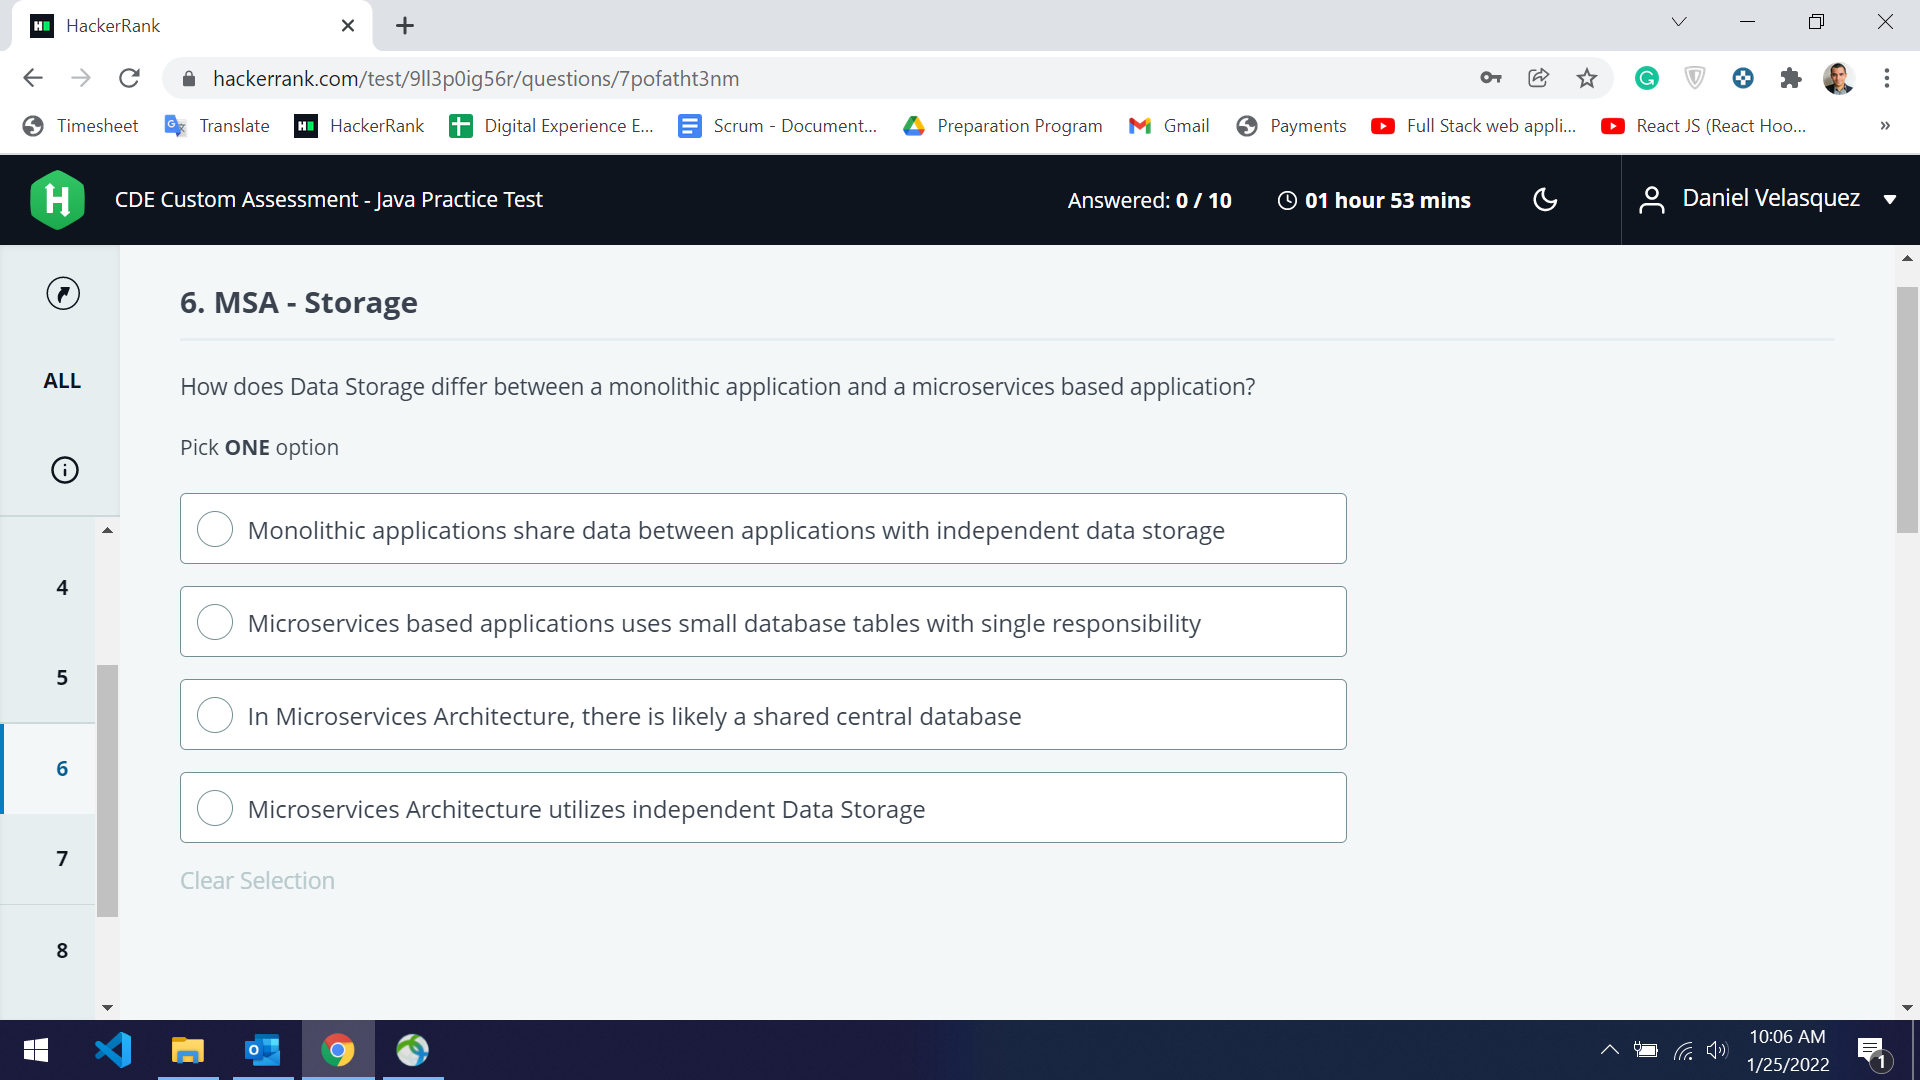 HackerRank
hackerrank.com/test/9ll3p0ig56r/questions/7pofatht3nm
Timesheet Translate HackerRank Digital Experience E... Scrum - Document... Preparation Program Gmail Payments Full Stack web appli... React JS (React Hoo... »
CDE Custom Assessment - Java Practice Test Answered: 0 / 10 01 hour 53 mins Daniel Velasquez
ALL
4
5
6
7
8
6. MSA - Storage
How does Data Storage differ between a monolithic application and a microservices based application?
Pick ONE option
Monolithic applications share data between applications with independent data storage
Microservices based applications uses small database tables with single responsibility
In Microservices Architecture, there is likely a shared central database
Microservices Architecture utilizes independent Data Storage
Clear Selection
10:06 AM
1/25/2022
1